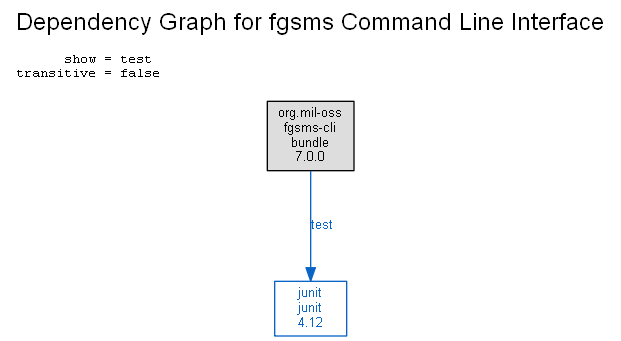 Dependency Graph for fgsms Command Line Interface
show = test
transitive = false
org.mil-oss
fgsms-cli
bundle
7.0.0
test
junit
junit
4.12